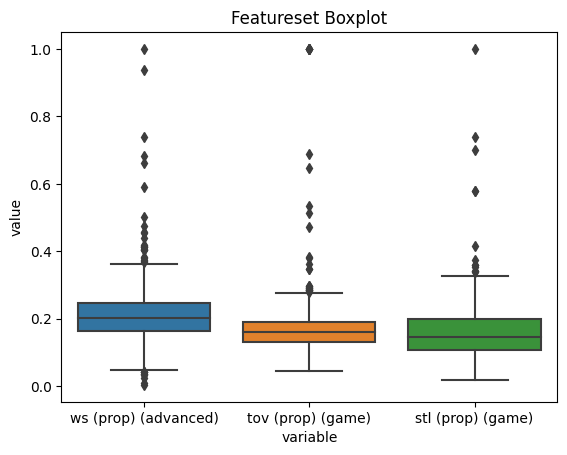 Featureset Boxplot
1.0
0.8
0.6
0.4
0.2
0.0
value
ws (prop) (advanced)
tov (prop) (game)
stl (prop) (game)
variable